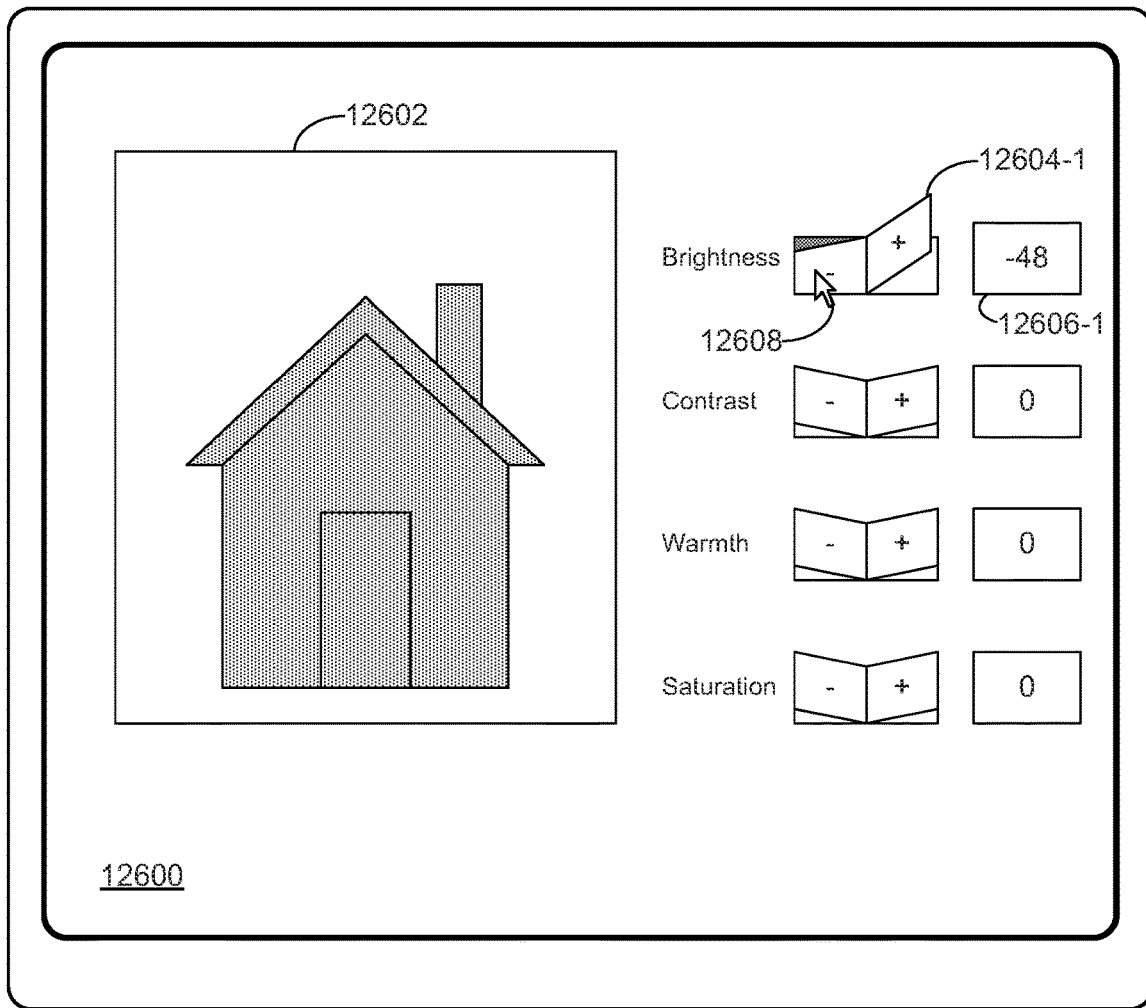 12602
12604-1
Brightness - + -48
12608 12606-1
Contrast - + 0
Warmth - + 0
Saturation - + 0
12600